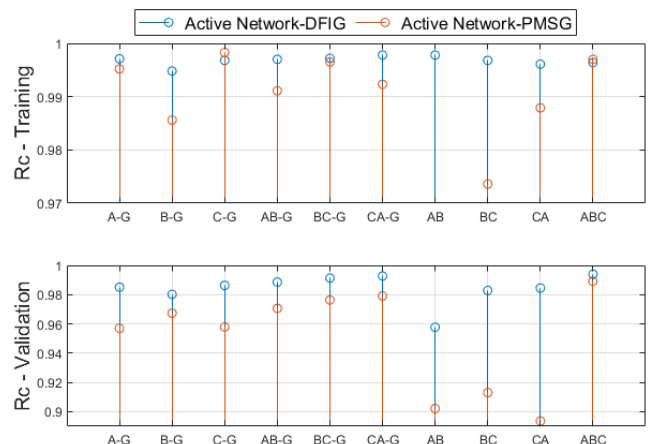 Active Network-DFIG Active Network-PMSG
1
0.99
0.98
0.97
Rc - Training
A-G B-G C-G AB-G BC-G CA-G AB BC CA ABC
1
0.98
0.96
0.94
0.92
0.9
Rc - Validation
A-G B-G C-G AB-G BC-G CA-G AB BC CA ABC